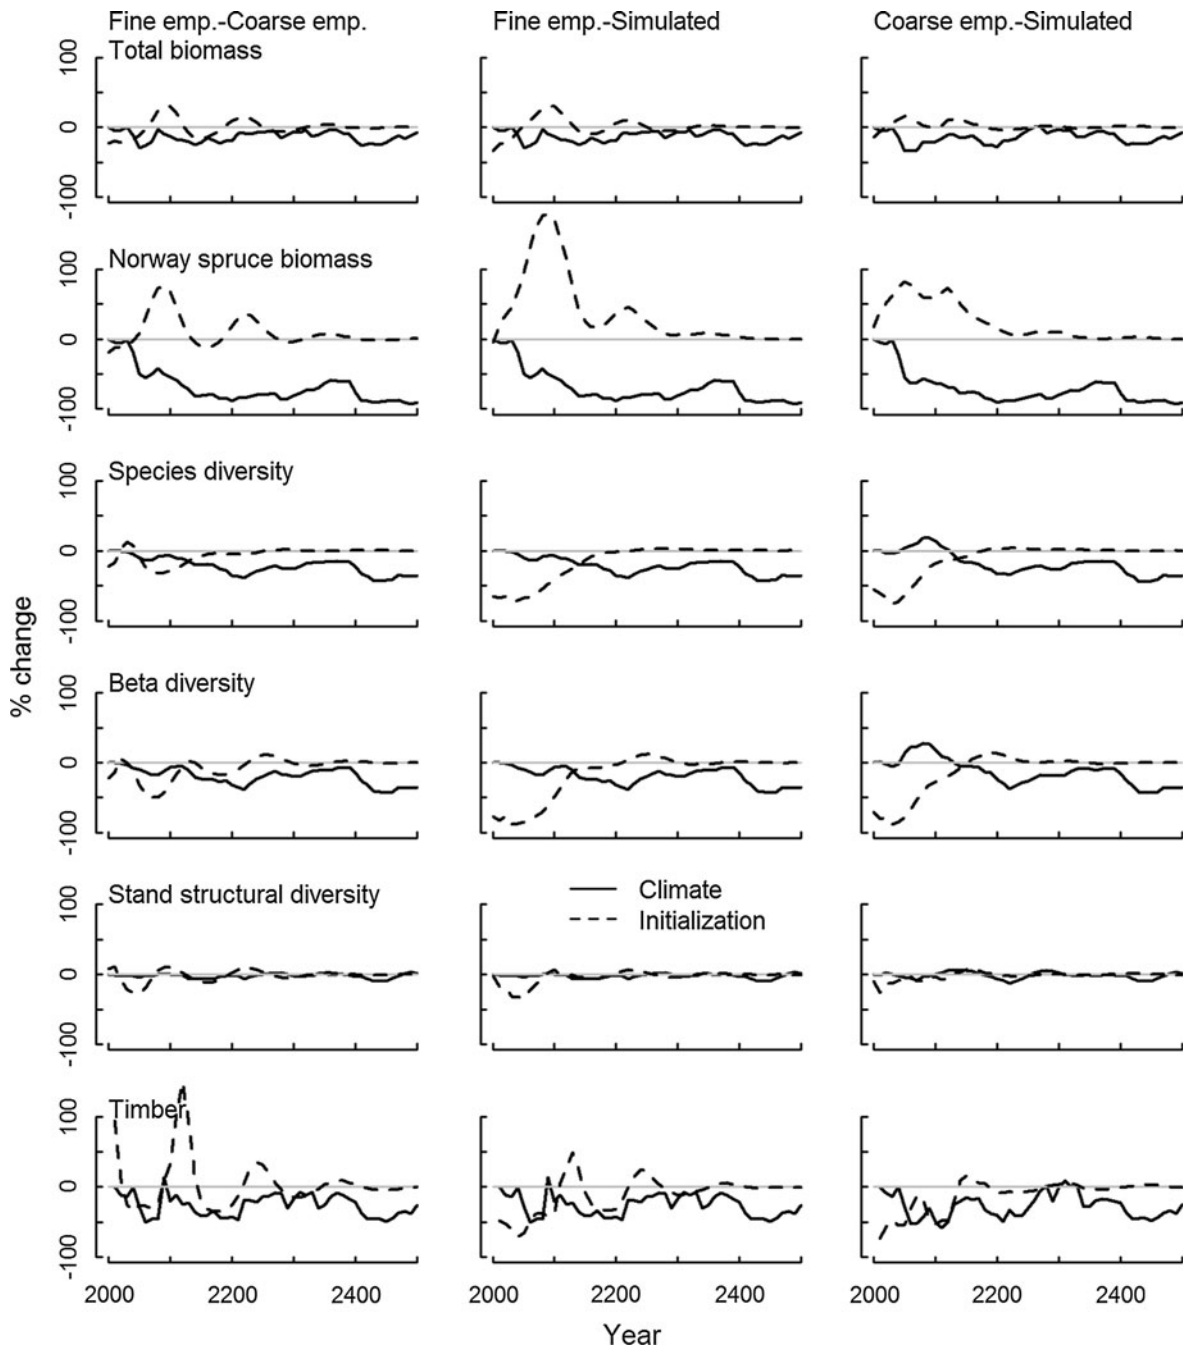 Fine emp.-Coarse emp.
Fine emp.-Simulated
Coarse emp.-Simulated
Total biomass
100
0
-100
Norway spruce biomass
100
0
-100
Species diversity
100
0
-100
Beta diversity
100
0
-100
Stand structural diversity
Climate
Initialization
100
0
-100
Timber
100
0
-100
% change
2000 2200 2400
2000 2200 2400
2000 2200 2400
Year